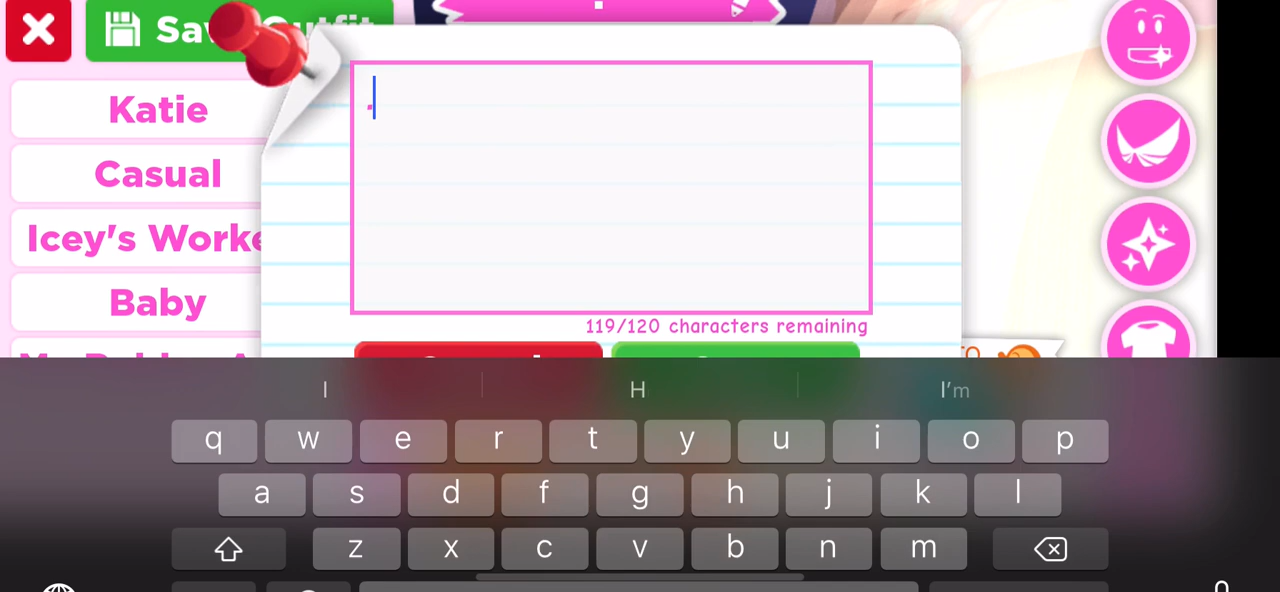 Katie
Casual
Icey's Worke
Baby
.
119/120 characters remaining
I H I'm
q w e r t y u i o p
a s d f g h j k l
z x c v b n m